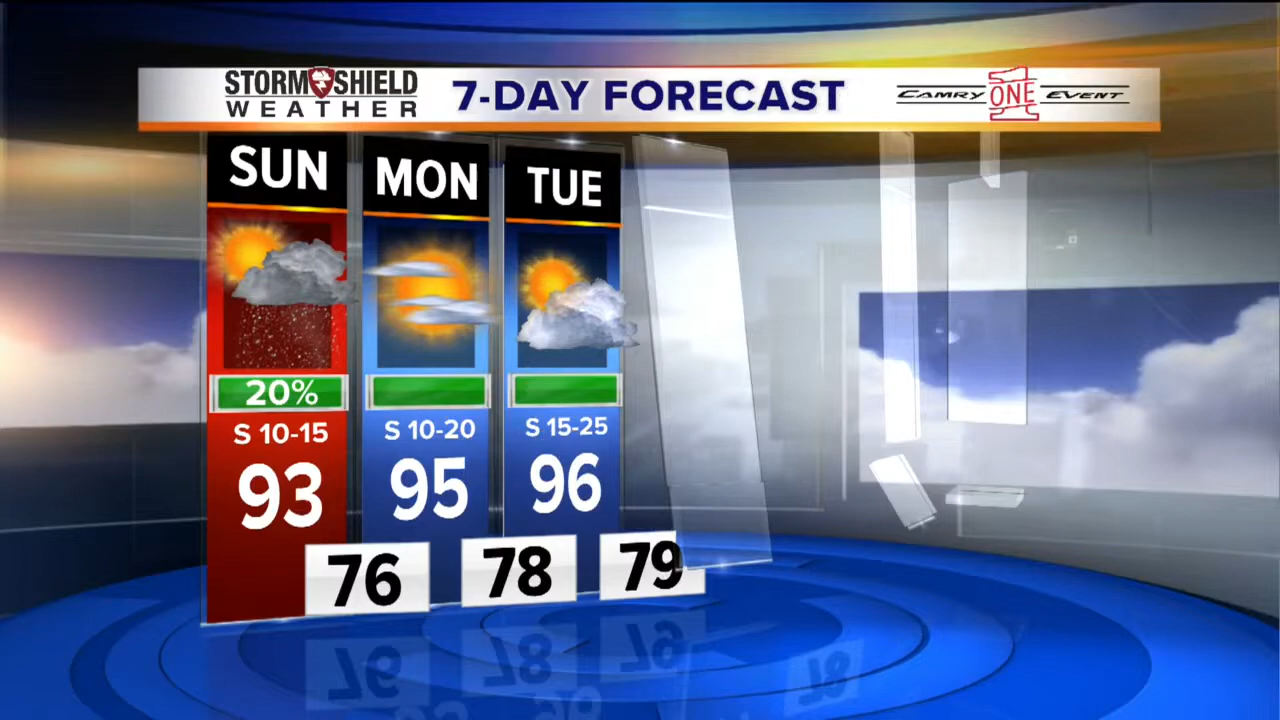 STORM SHIELD
WEATHER
7-DAY FORECAST
CAMRY ONE EVENT
SUN
MON
TUE
20%
S 10-15
S 10-20
S 15-25
93
95
96
76
78
79